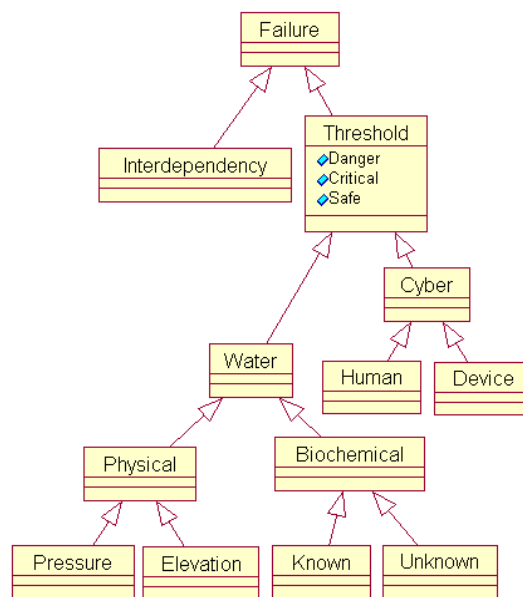 Failure
Threshold
Danger
Critical
Safe
Interdependency
Cyber
Water
Human
Device
Physical
Biochemical
Pressure
Elevation
Known
Unknown